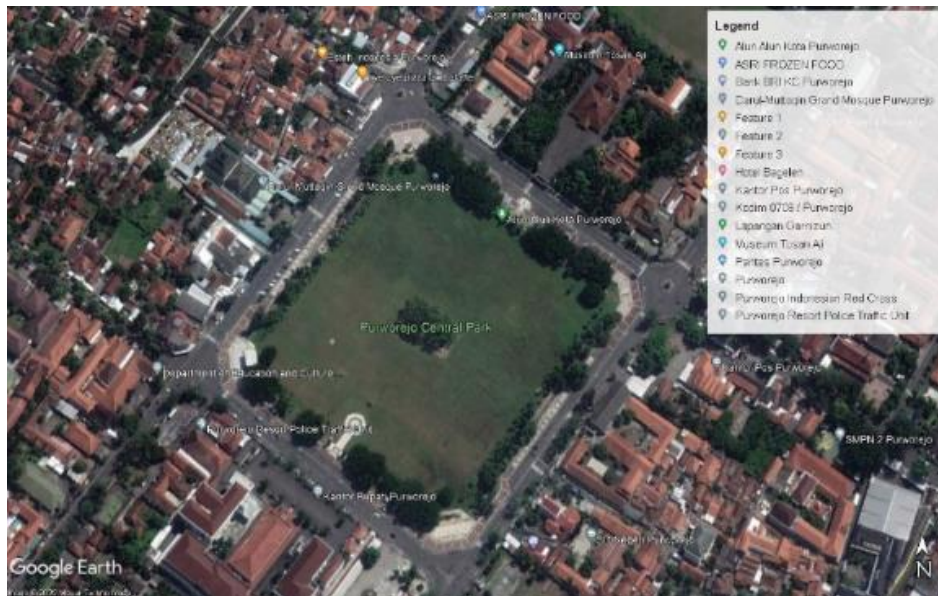 ASRI FROZEN FOOD
Museum Tosan Aji
Darul-Muttaqin Grand Mosque Purworejo
Alun Alun Kota Purworejo
Purworejo Central Park
Department of Education and Culture
Kantor Pos Purworejo
Purworejo Resort Police Traffic Unit
SMPN 2 Purworejo
Kantor Bupati Purworejo
Google Earth
N
Legend
Alun Alun Kota Purworejo
ASRI FROZEN FOOD
Bank BRI KC Purworejo
Darul-Muttaqin Grand Mosque Purworejo
Feature 1
Feature 2
Feature 3
Hotel Bagelen
Kantor Pos Purworejo
Kodim 0708 / Purworejo
Lapangan Garnizun
Museum Tosan Aji
Pantes Purworejo
Purworejo
Purworejo Indonesian Red Cross
Purworejo Resort Police Traffic Unit